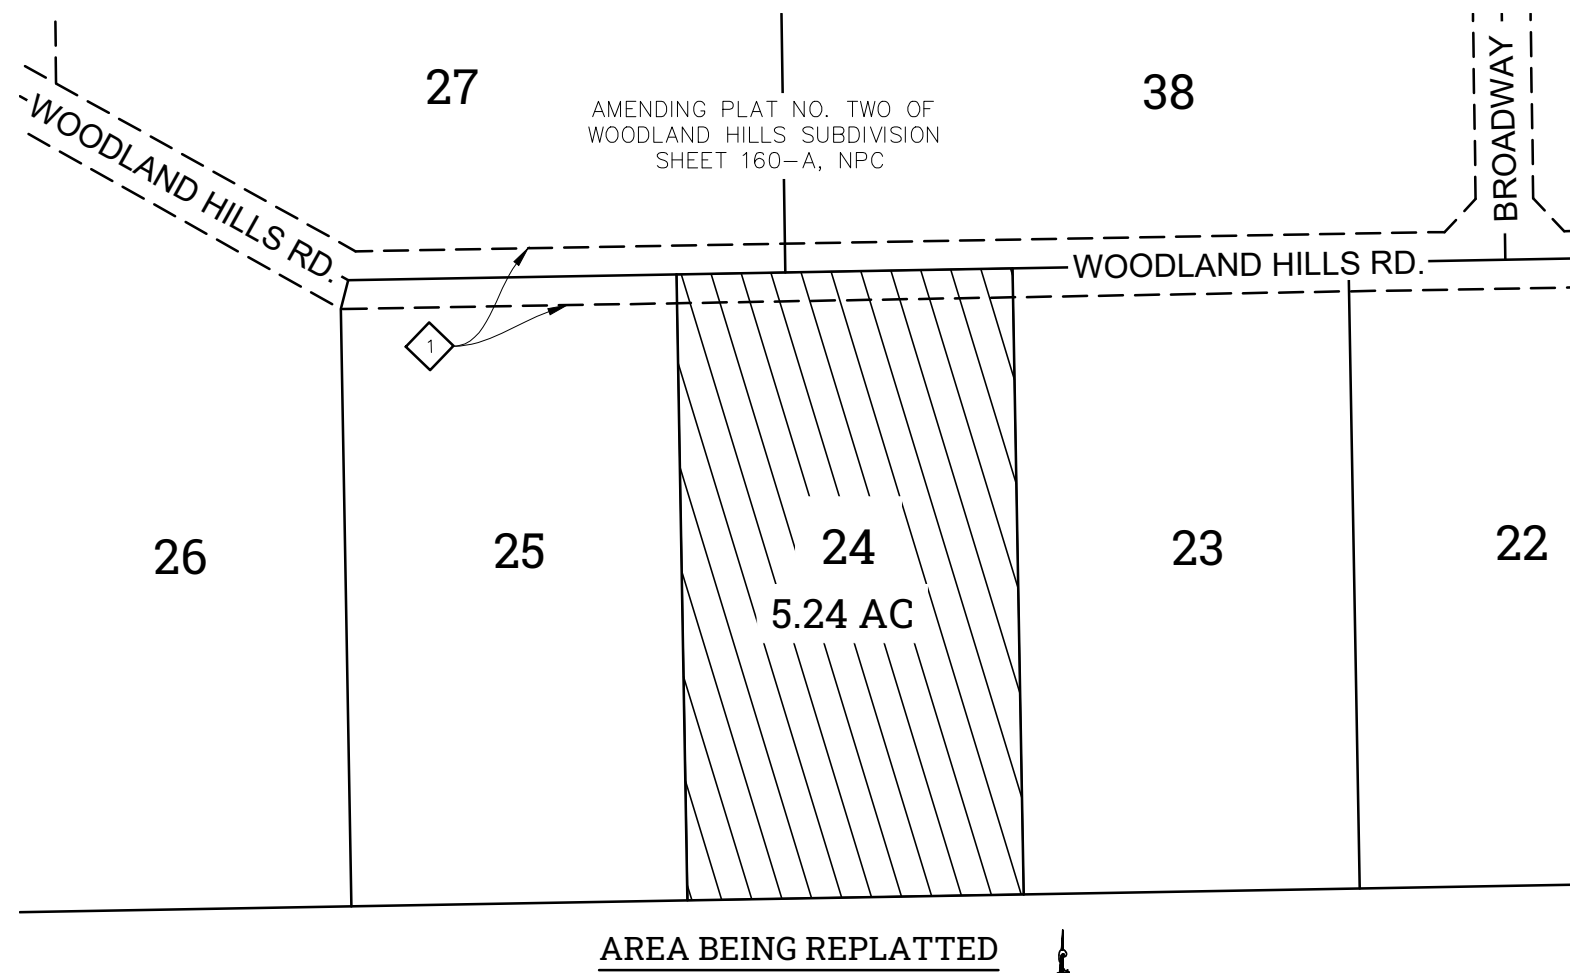 27
38
AMENDING PLAT NO. TWO OF
WOODLAND HILLS SUBDIVISION
SHEET 160-A, NPC
BROADWAY
WOODLAND HILLS RD.
WOODLAND HILLS RD.
1
26
25
24
23
22
5.24 AC
AREA BEING REPLATTED